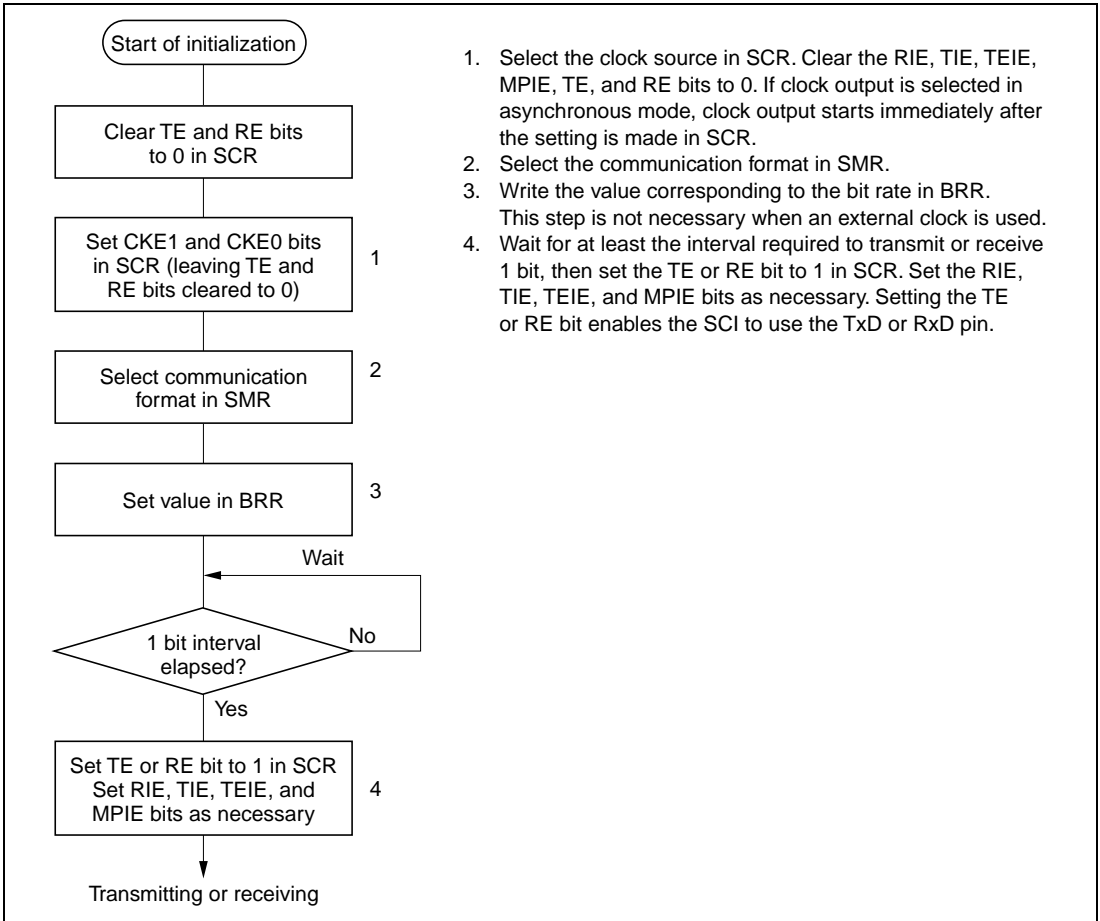 Start of initialization
Clear TE and RE bits
to 0 in SCR
Set CKE1 and CKE0 bits
in SCR (leaving TE and
RE bits cleared to 0)
1
Select communication
format in SMR
2
Set value in BRR
3
Wait
1 bit interval
elapsed?
No
Yes
Set TE or RE bit to 1 in SCR
Set RIE, TIE, TEIE, and
MPIE bits as necessary
4
Transmitting or receiving
1. Select the clock source in SCR. Clear the RIE, TIE, TEIE,
MPIE, TE, and RE bits to 0. If clock output is selected in
asynchronous mode, clock output starts immediately after
the setting is made in SCR.
2. Select the communication format in SMR.
3. Write the value corresponding to the bit rate in BRR.
This step is not necessary when an external clock is used.
4. Wait for at least the interval required to transmit or receive
1 bit, then set the TE or RE bit to 1 in SCR. Set the RIE,
TIE, TEIE, and MPIE bits as necessary. Setting the TE
or RE bit enables the SCI to use the TxD or RxD pin.